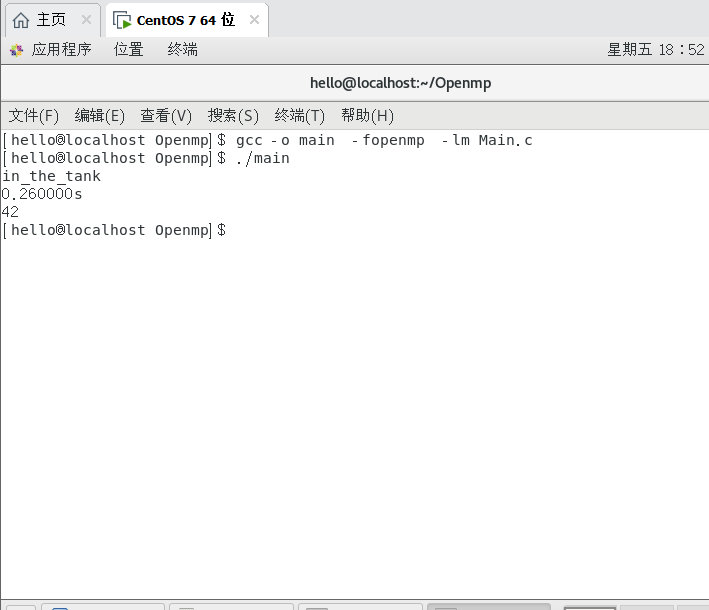 主页
CentOS 7 64 位
应用程序 位置 终端 星期五 18:52
hello@localhost:~/Openmp
文件(F) 编辑(E) 查看(V) 搜索(S) 终端(T) 帮助(H)
[hello@localhost Openmp]$ gcc -o main -fopenmp -lm Main.c
[hello@localhost Openmp]$ ./main
in_the_tank
0.260000s
42
[hello@localhost Openmp]$